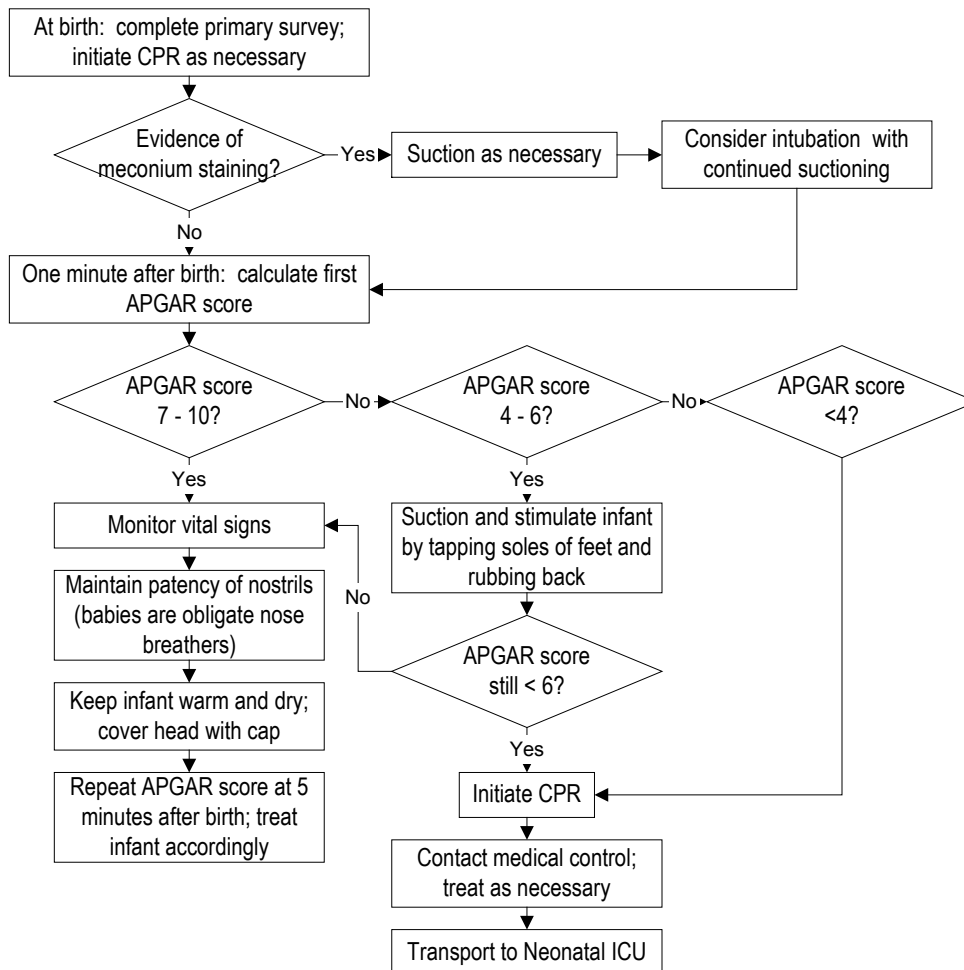 At birth:  complete primary survey;
initiate CPR as necessary
Evidence of
meconium staining?
Yes
Suction as necessary
Consider intubation  with
continued suctioning
No
One minute after birth:  calculate first
APGAR score
APGAR score
7 - 10?
No
APGAR score
4 - 6?
No
APGAR score
<4?
Yes
Yes
Monitor vital signs
Suction and stimulate infant
by tapping soles of feet and
rubbing back
Maintain patency of nostrils
(babies are obligate nose
breathers)
No
APGAR score
still < 6?
Keep infant warm and dry;
cover head with cap
Yes
Repeat APGAR score at 5
minutes after birth; treat
infant accordingly
Initiate CPR
Contact medical control;
treat as necessary
Transport to Neonatal ICU